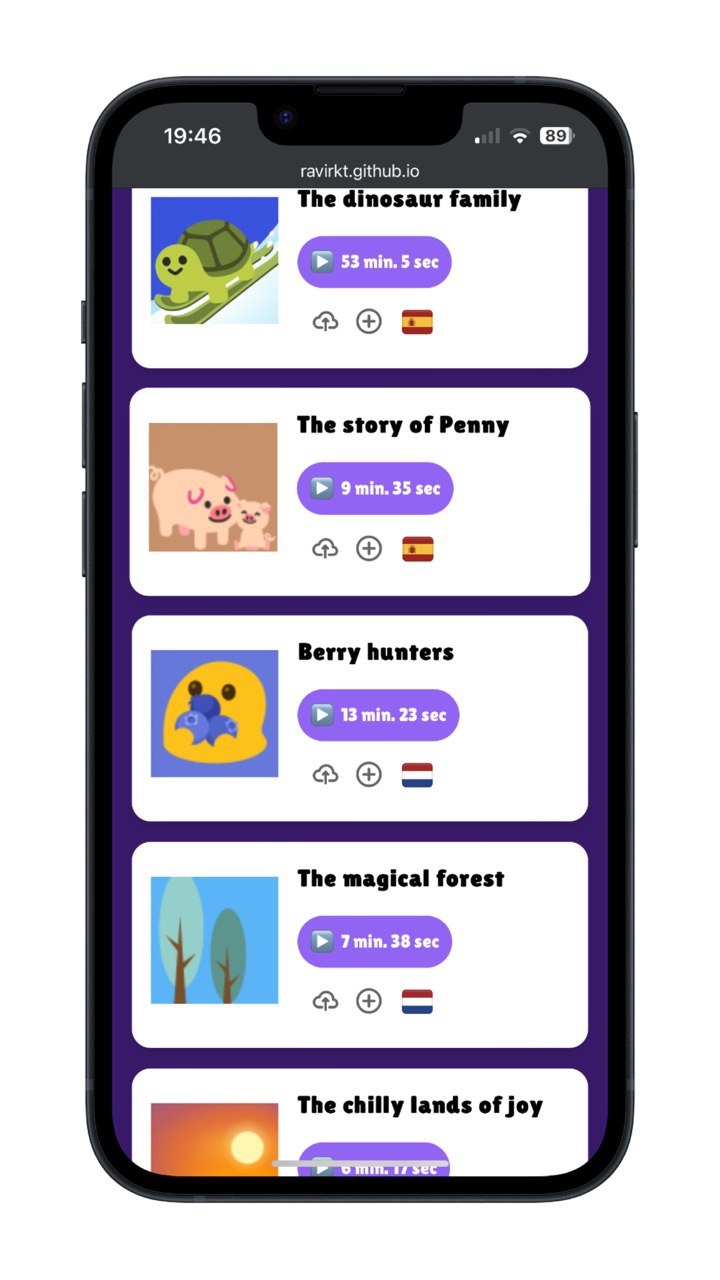 19:46
89
ravirkt.github.io
The dinosaur family
53 min. 5 sec
The story of Penny
9 min. 35 sec
Berry hunters
13 min. 23 sec
The magical forest
7 min. 38 sec
The chilly lands of joy
6 min. 17 sec